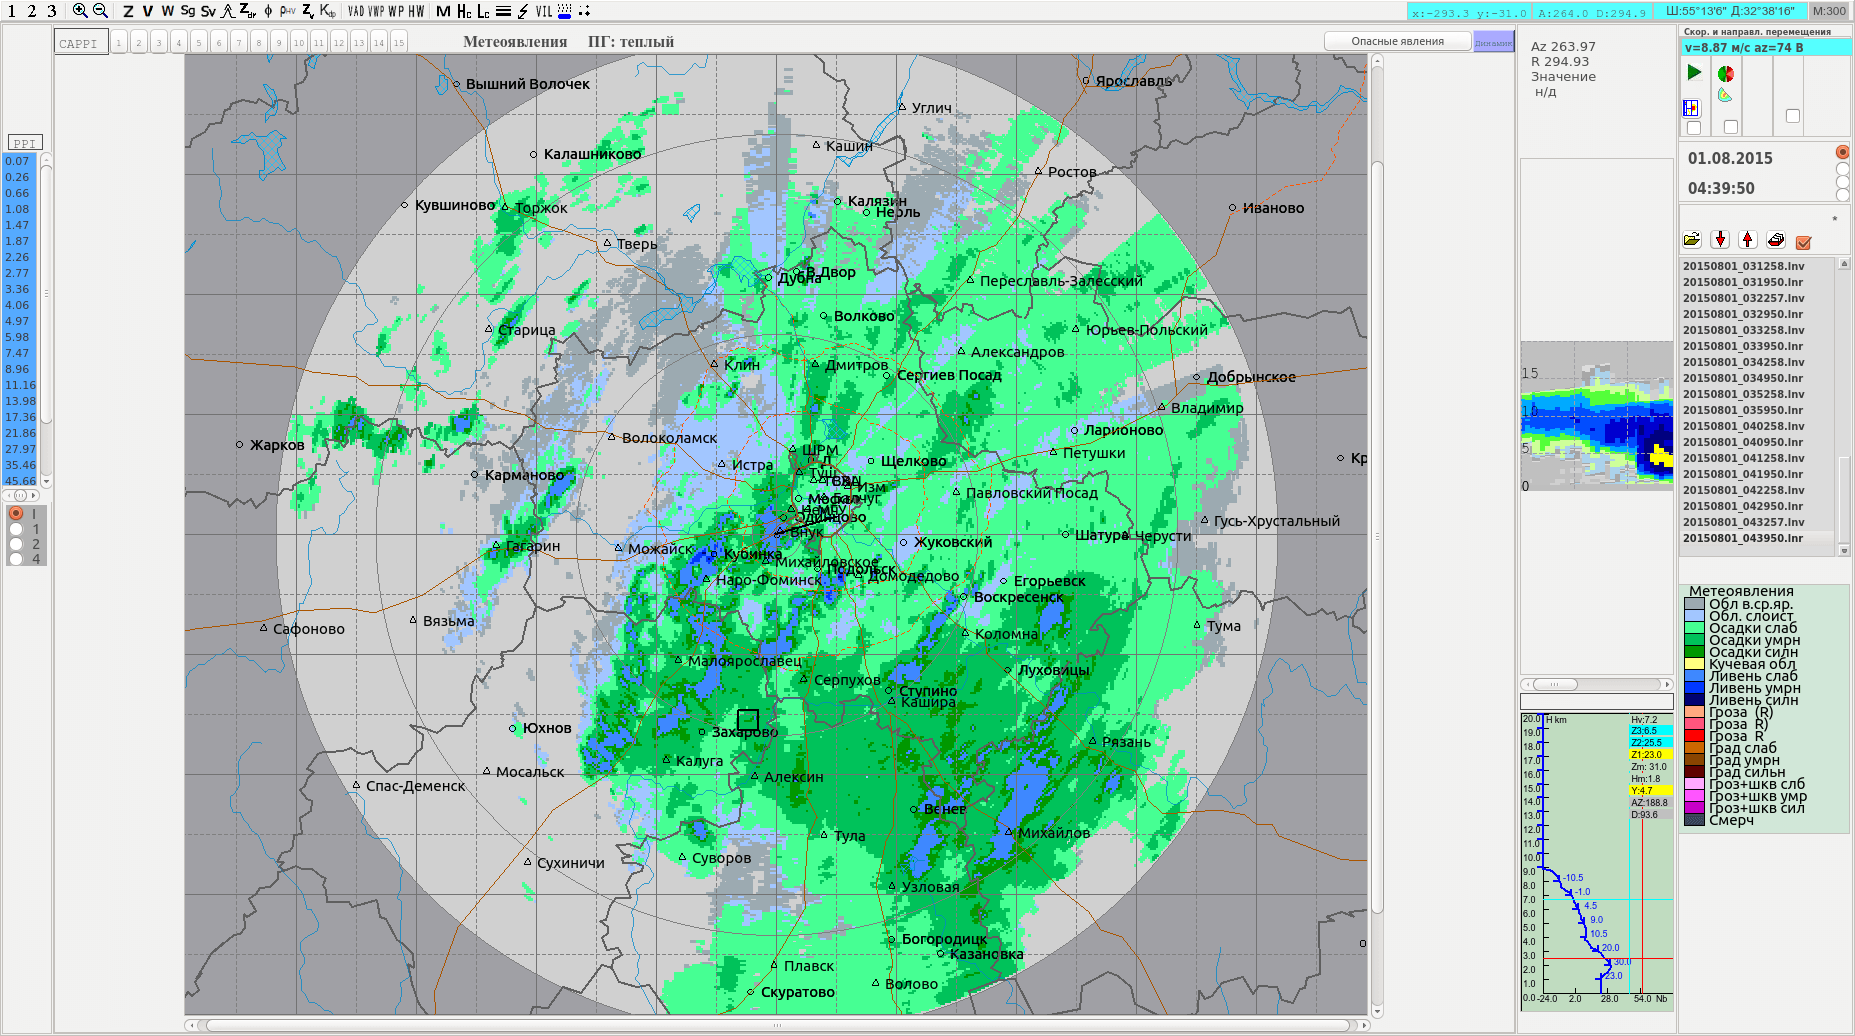 1 2 3 Z V W Sg Sv Zdr ϕ ρHV Zv Kdp VAD VWP WP HW M Hc Lc VIL
x:-293.3 y:-31.0 A:264.0 D:294.9 Ш:55°13'6" Д:32°38'16" M:300
CAPPI 1 2 3 4 5 6 7 8 9 10 11 12 13 14 15
Метеоявления ПГ: теплый
Опасные явления
Динамик
PPI
0.07
0.26
0.66
1.08
1.47
1.87
2.26
2.77
3.36
4.06
4.97
5.98
7.47
8.96
11.16
13.98
17.36
21.86
27.97
35.46
45.66
I
1
2
4
Вышний Волочек
Ярославль
Углич
Кашин
Калашниково
Ростов
Кувшиново
Торжок
Калязин
Нерль
Иваново
Тверь
В.Двор
Дубна
Переславль-Залесский
Волково
Старица
Юрьев-Польский
Александров
Клин
Дмитров
Сергиев Посад
Добрынское
Владимир
Ларионово
Волоколамск
Жарков
ШРМ
Петушки
Кр
Истра
Щелково
Карманово
Изм
Павловский Посад
Гусь-Хрустальный
Одинцово
Внук
Шатура
Черусти
Жуковский
Гагарин
Можайск
Кубинка
Михайловское
Подольск
Домодедово
Наро-Фоминск
Егорьевск
Воскресенск
Вязьма
Сафоново
Тума
Коломна
Малоярославец
Луховицы
Серпухов
Ступино
Кашира
Юхнов
Захарово
Рязань
Калуга
Мосальск
Алексин
Спас-Деменск
Венев
Тула
Михайлов
Сухиничи
Суворов
Узловая
Богородицк
Казановка
Плавск
Волово
Скуратово
Az 263.97
R 294.93
Значение
н/д
15
10
5
0
20.0 H km
19.0
18.0
17.0
16.0
15.0
14.0
13.0
12.0
11.0
10.0
9.0
8.0
7.0
6.0
5.0
4.0
3.0
2.0
1.0
0.0 -24.0 2.0 28.0 54.0 Nb
-10.5
-1.0
4.5
9.0
10.5
20.0
30.0
23.0
Hv:7.2
Z3:6.5
Z2:25.5
Z1:23.0
Zm: 31.0
Hm:1.8
Y:4.7
AZ:188.8
D:93.6
Скор. и направл. перемещения
v=8.87 м/с az=74 В
01.08.2015
04:39:50
*
20150801_031258.lnv
20150801_031950.lnr
20150801_032257.lnv
20150801_032950.lnr
20150801_033258.lnv
20150801_033950.lnr
20150801_034258.lnv
20150801_034950.lnr
20150801_035258.lnv
20150801_035950.lnr
20150801_040258.lnv
20150801_040950.lnr
20150801_041258.lnv
20150801_041950.lnr
20150801_042258.lnv
20150801_042950.lnr
20150801_043257.lnv
20150801_043950.lnr
Метеоявления
Обл в.ср.яр.
Обл. слоист
Осадки слаб
Осадки умрн
Осадки силн
Кучевая обл
Ливень слаб
Ливень умрн
Ливень силн
Гроза (R)
Гроза R)
Гроза R
Град слаб
Град умрн
Град сильн
Гроз+шкв слб
Гроз+шкв умр
Гроз+шкв сил
Смерч